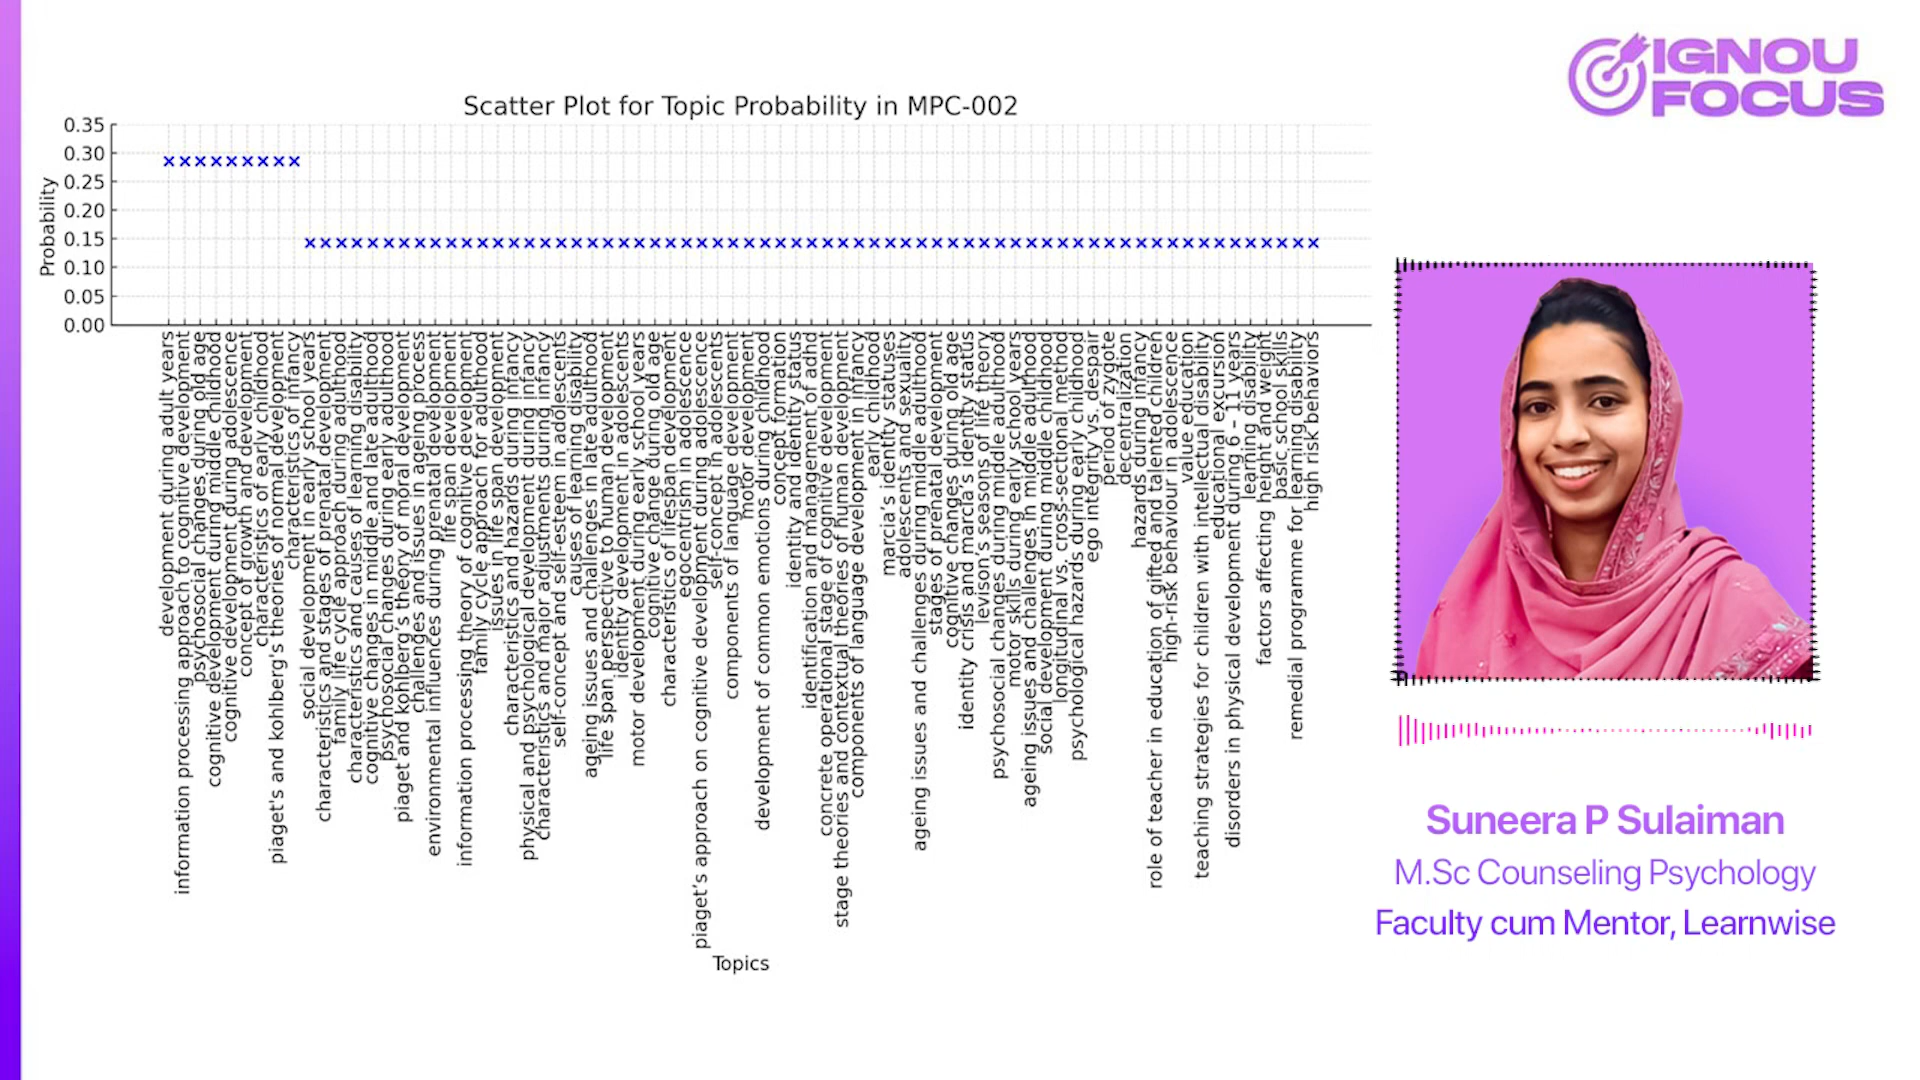 IGNOU
FOCUS
Scatter Plot for Topic Probability in MPC-002
Probability
0.35
0.30
0.25
0.20
0.15
0.10
0.05
0.00
development during adult years
information processing approach to cognitive development
psychosocial changes during old age
cognitive development during middle childhood
cognitive development during adolescence
concept of growth and development
characteristics of early childhood
piaget's and kohlberg's theories of normal development
characteristics of infancy
social development in early school years
characteristics and stages of prenatal development
family life cycle approach during adulthood
characteristics and causes of learning disability
cognitive changes in middle and late adulthood
psychosocial changes during early adulthood
piaget and kohlberg's theory of moral development
challenges and issues in ageing process
environmental influences during prenatal development
life span development
information processing theory of cognitive development
family cycle approach for adulthood
issues in life span development
characteristics and hazards during infancy
physical and psychological development during infancy
characteristics and major adjustments during infancy
self-concept and self-esteem in adolescents
causes of learning disability
ageing issues and challenges in late adulthood
life span perspective to human development
identity development in adolescents
motor development during early school years
cognitive change during old age
characteristics of lifespan development
egocentrism in adolescence
piaget's approach on cognitive development during adolescence
self-concept in adolescents
components of language development
motor development
development of common emotions during childhood
concept formation
identity and identity status
identification and management of adhd
concrete operational stage of cognitive development
stage theories and contextual theories of human development
components of language development in infancy
early childhood
marcia's identity statuses
adolescents and sexuality
ageing issues and challenges during middle adulthood
stages of prenatal development
cognitive changes during old age
identity crisis and marcia's identity status
levison's seasons of life theory
psychosocial changes during middle adulthood
motor skills during early school years
ageing issues and challenges in middle adulthood
social development during middle childhood
longitudinal vs. cross-sectional method
psychological hazards during early childhood
ego integrity vs. despair
period of zygote
decentralization
hazards during infancy
role of teacher in education of gifted and talented children
high-risk behaviour in adolescence
value education
teaching strategies for children with intellectual disability
educational excursion
disorders in physical development during 6 – 11 years
learning disability
factors affecting height and weight
basic school skills
remedial programme for learning disability
high risk behaviors
Topics
Suneera P Sulaiman
M.Sc Counseling Psychology
Faculty cum Mentor, Learnwise